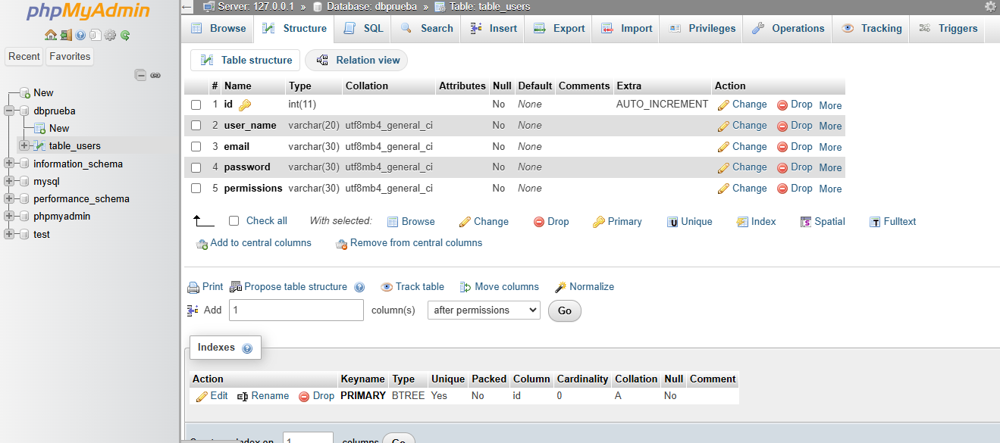 phpMyAdmin
Recent Favorites
New
dbprueba
New
table_users
information_schema
mysql
performance_schema
phpmyadmin
test
Server: 127.0.0.1 » Database: dbprueba » Table: table_users
Browse Structure SQL Search Insert Export Import Privileges Operations Tracking Triggers
Table structure Relation view
# Name Type Collation Attributes Null Default Comments Extra Action
1 id int(11) No None AUTO_INCREMENT Change Drop More
2 user_name varchar(20) utf8mb4_general_ci No None Change Drop More
3 email varchar(30) utf8mb4_general_ci No None Change Drop More
4 password varchar(30) utf8mb4_general_ci No None Change Drop More
5 permissions varchar(30) utf8mb4_general_ci No None Change Drop More
Check all With selected: Browse Change Drop Primary Unique Index Spatial Fulltext
Add to central columns Remove from central columns
Print Propose table structure Track table Move columns Normalize
Add 1 column(s) after permissions Go
Indexes
Action Keyname Type Unique Packed Column Cardinality Collation Null Comment
Edit Rename Drop PRIMARY BTREE Yes No id 0 A No
index on 1 columns Go